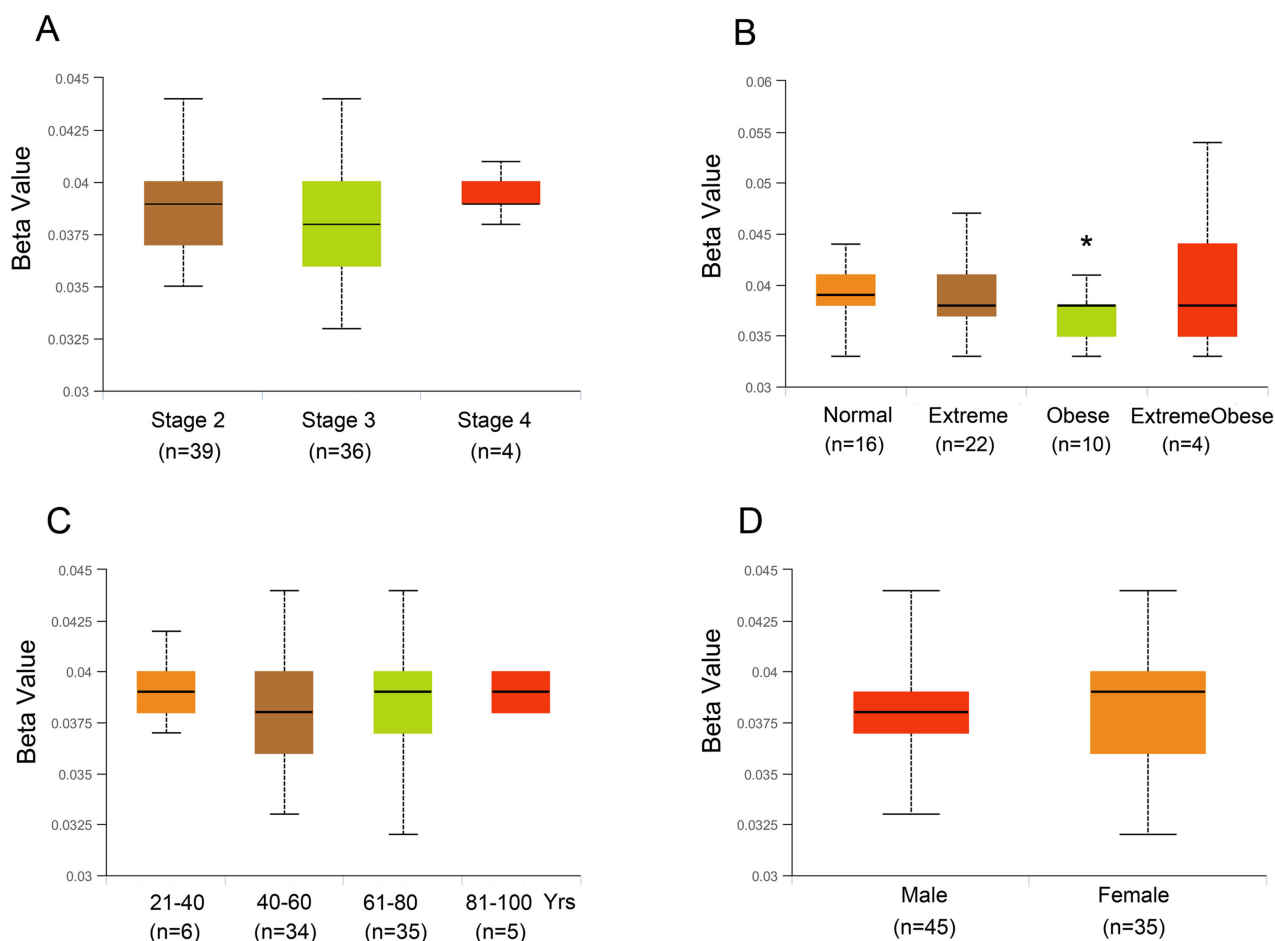 A
Beta Value
0.045
0.0425
0.04
0.0375
0.035
0.0325
0.03
Stage 2 Stage 3 Stage 4
(n=39) (n=36) (n=4)
B
Beta Value
0.06
0.055
0.05
0.045
0.04
0.035
0.03
*
Normal Extreme Obese ExtremeObese
(n=16) (n=22) (n=10) (n=4)
C
Beta Value
0.045
0.0425
0.04
0.0375
0.035
0.0325
0.03
21-40 40-60 61-80 81-100 Yrs
(n=6) (n=34) (n=35) (n=5)
D
Beta Value
0.045
0.0425
0.04
0.0375
0.035
0.0325
0.03
Male Female
(n=45) (n=35)